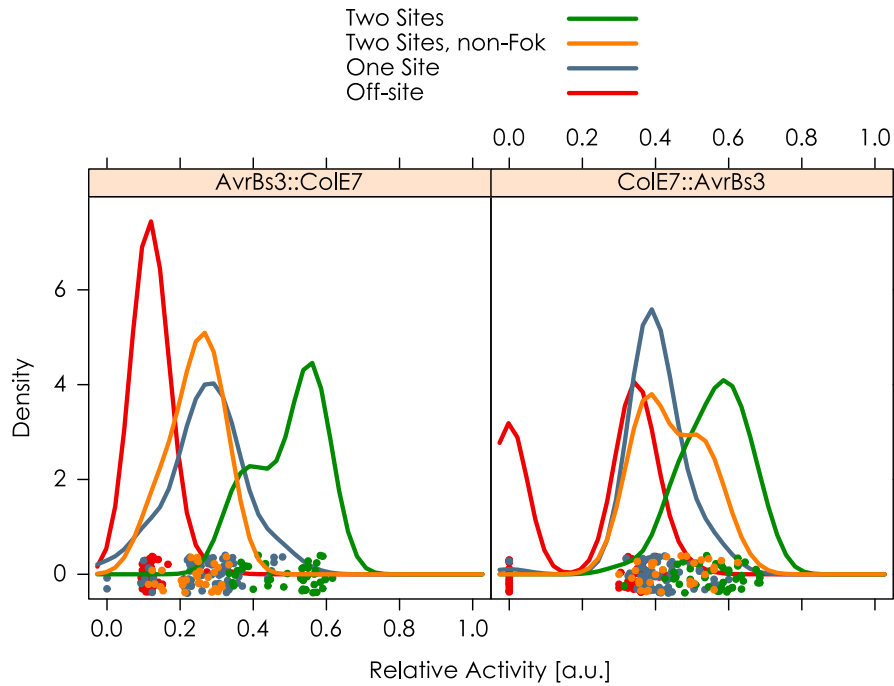 Two Sites
Two Sites, non-Fok
One Site
Off-site
0.0 0.2 0.4 0.6 0.8 1.0
AvrBs3::ColE7 ColE7::AvrBs3
6
4
2
0
Density
0.0 0.2 0.4 0.6 0.8 1.0
Relative Activity [a.u.]